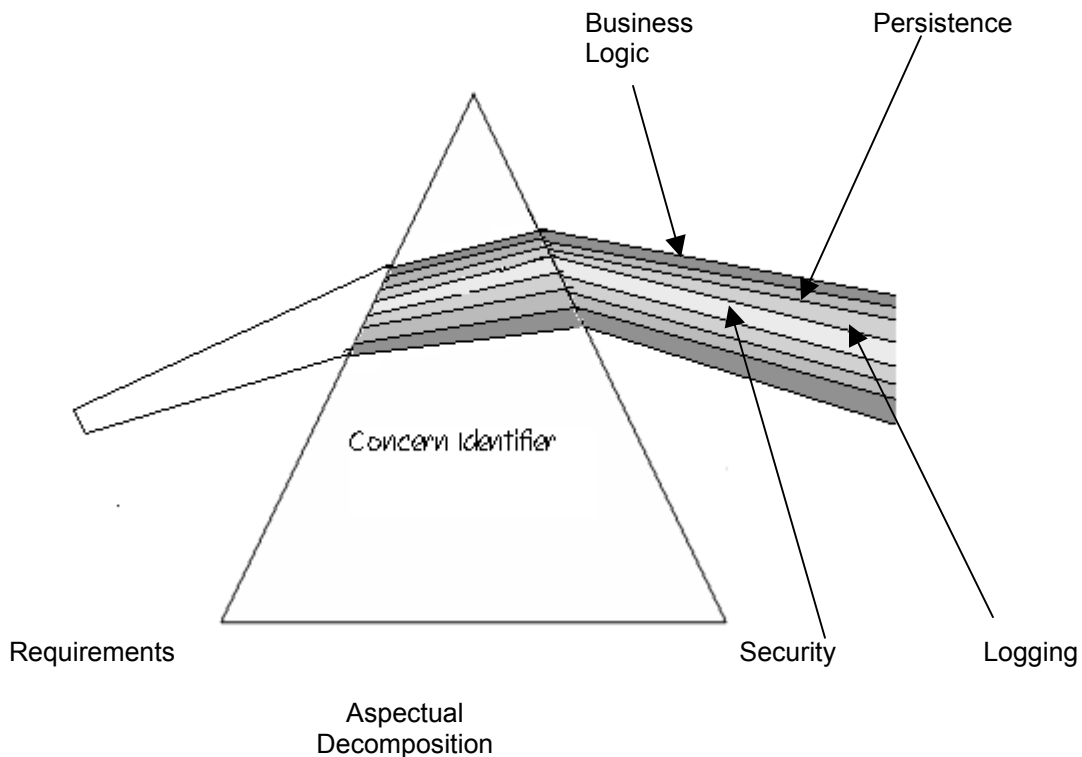 Business
Logic
Persistence
Concern Identifier
Requirements
Security
Logging
Aspectual
Decomposition